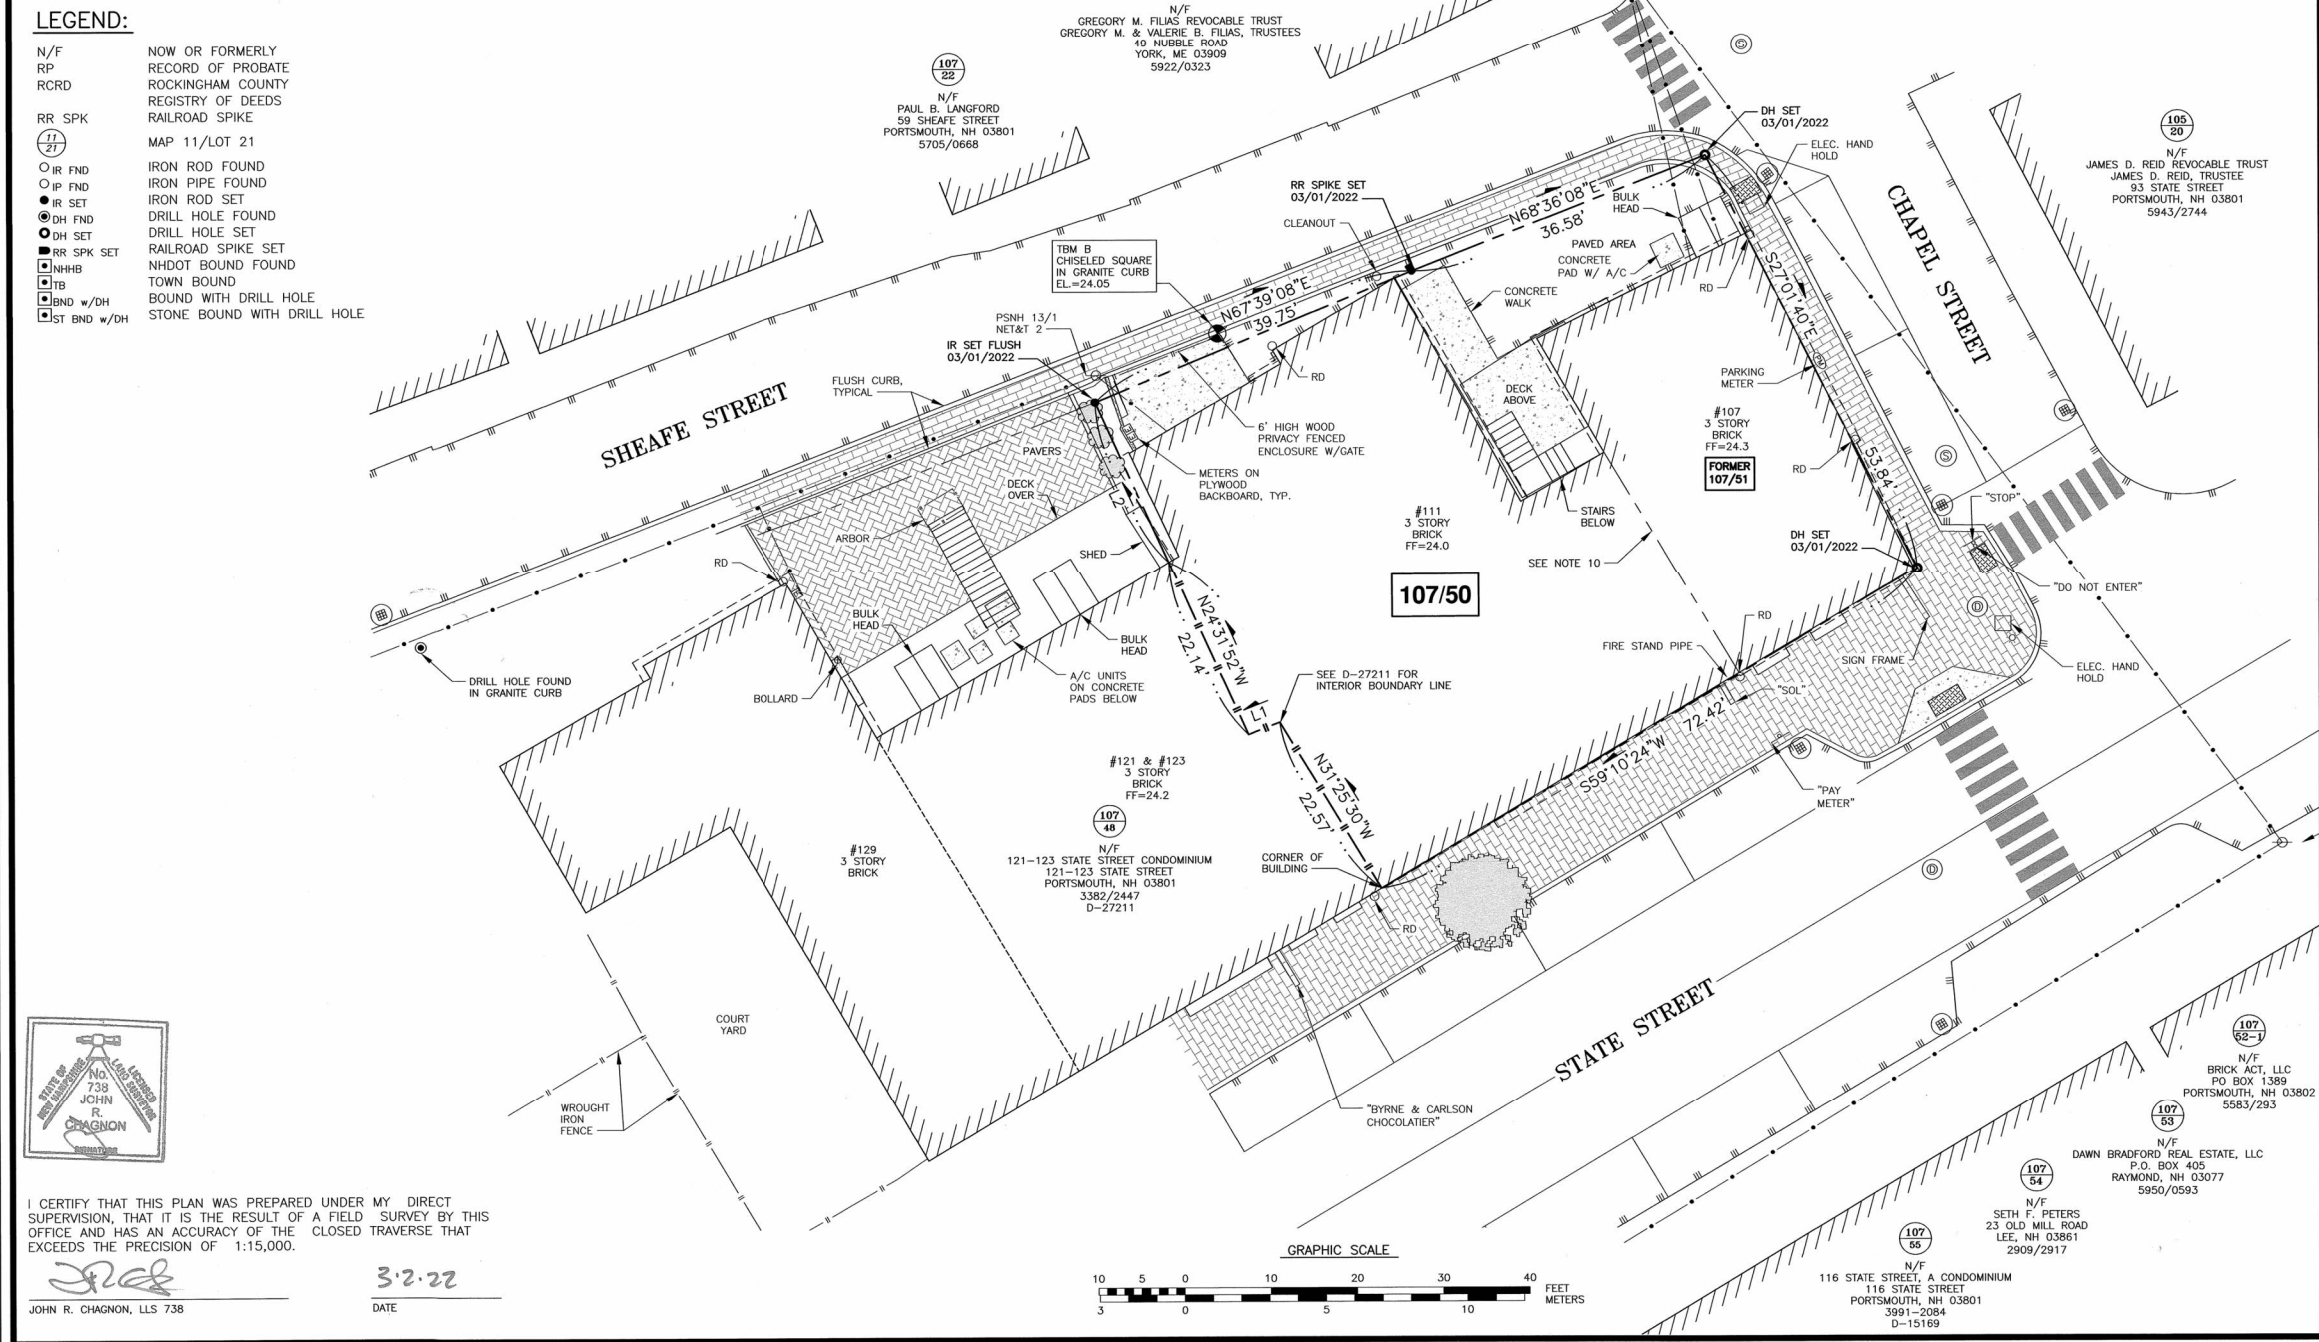 LEGEND:
N/F NOW OR FORMERLY
RP RECORD OF PROBATE
RCRD ROCKINGHAM COUNTY
REGISTRY OF DEEDS
RR SPK RAILROAD SPIKE
11
21
MAP 11/LOT 21
IR FND IRON ROD FOUND
IP FND IRON PIPE FOUND
IR SET IRON ROD SET
DH FND DRILL HOLE FOUND
DH SET DRILL HOLE SET
RR SPK SET RAILROAD SPIKE SET
NHHB NHDOT BOUND FOUND
TB TOWN BOUND
BND w/DH BOUND WITH DRILL HOLE
ST BND w/DH STONE BOUND WITH DRILL HOLE
N/F
GREGORY M. FILIAS REVOCABLE TRUST
GREGORY M. & VALERIE B. FILIAS, TRUSTEES
40 NUBBLE ROAD
YORK, ME 03909
5922/0323
107
22
N/F
PAUL B. LANGFORD
59 SHEAFE STREET
PORTSMOUTH, NH 03801
5705/0668
105
20
N/F
JAMES D. REID REVOCABLE TRUST
JAMES D. REID, TRUSTEE
93 STATE STREET
PORTSMOUTH, NH 03801
5943/2744
DH SET
03/01/2022
ELEC. HAND
HOLD
S
CHAPEL STREET
RR SPIKE SET
03/01/2022
CLEANOUT
N68°36'08"E
36.58'
BULK
HEAD
PAVED AREA
CONCRETE
PAD W/ A/C
CONCRETE
WALK
RD
S27°01'40"E
53.84'
TBM B
CHISELED SQUARE
IN GRANITE CURB
EL.=24.05
N67°39'08"E
39.75'
PSNH 13/1
NET&T 2
IR SET FLUSH
03/01/2022
RD
FLUSH CURB,
TYPICAL
SHEAFE STREET
6' HIGH WOOD
PRIVACY FENCED
ENCLOSURE W/GATE
METERS ON
PLYWOOD
BACKBOARD, TYP.
DECK
ABOVE
PARKING
METER
PM
#107
3 STORY
BRICK
FF=24.3
FORMER
107/51
RD
S
"STOP"
PAVERS
DECK
OVER
L2
ARBOR
SHED
RD
#111
3 STORY
BRICK
FF=24.0
STAIRS
BELOW
SEE NOTE 10
DH SET
03/01/2022
"DO NOT ENTER"
D
107/50
BULK
HEAD
BULK
HEAD
N24°31'52"W
22.14'
RD
FIRE STAND PIPE
SIGN FRAME
ELEC. HAND
HOLD
DRILL HOLE FOUND
IN GRANITE CURB
BOLLARD
A/C UNITS
ON CONCRETE
PADS BELOW
SEE D-27211 FOR
INTERIOR BOUNDARY LINE
L1
"SOL"
72.42'
S59°10'24"W
N31°25'30"W
22.57'
"PAY
METER"
#121 & #123
3 STORY
BRICK
FF=24.2
107
48
N/F
121-123 STATE STREET CONDOMINIUM
121-123 STATE STREET
PORTSMOUTH, NH 03801
3382/2447
D-27211
#129
3 STORY
BRICK
CORNER OF
BUILDING
RD
D
COURT
YARD
STATE STREET
WROUGHT
IRON
FENCE
"BYRNE & CARLSON
CHOCOLATIER"
107
52-1
N/F
BRICK ACT, LLC
PO BOX 1389
PORTSMOUTH, NH 03802
5583/293
107
53
N/F
DAWN BRADFORD REAL ESTATE, LLC
P.O. BOX 405
RAYMOND, NH 03077
5950/0593
107
54
N/F
SETH F. PETERS
23 OLD MILL ROAD
LEE, NH 03861
2909/2917
107
55
N/F
116 STATE STREET, A CONDOMINIUM
116 STATE STREET
PORTSMOUTH, NH 03801
3991-2084
D-15169
STATE OF
NEW HAMPSHIRE
LICENSED
LAND SURVEYOR
No.
738
JOHN
R.
CHAGNON
SIGNATURE
I CERTIFY THAT THIS PLAN WAS PREPARED UNDER MY DIRECT
SUPERVISION, THAT IT IS THE RESULT OF A FIELD SURVEY BY THIS
OFFICE AND HAS AN ACCURACY OF THE CLOSED TRAVERSE THAT
EXCEEDS THE PRECISION OF 1:15,000.
3·2·22
JOHN R. CHAGNON, LLS 738 DATE
GRAPHIC SCALE
10 5 0 10 20 30 40
FEET
METERS
3 0 5 10